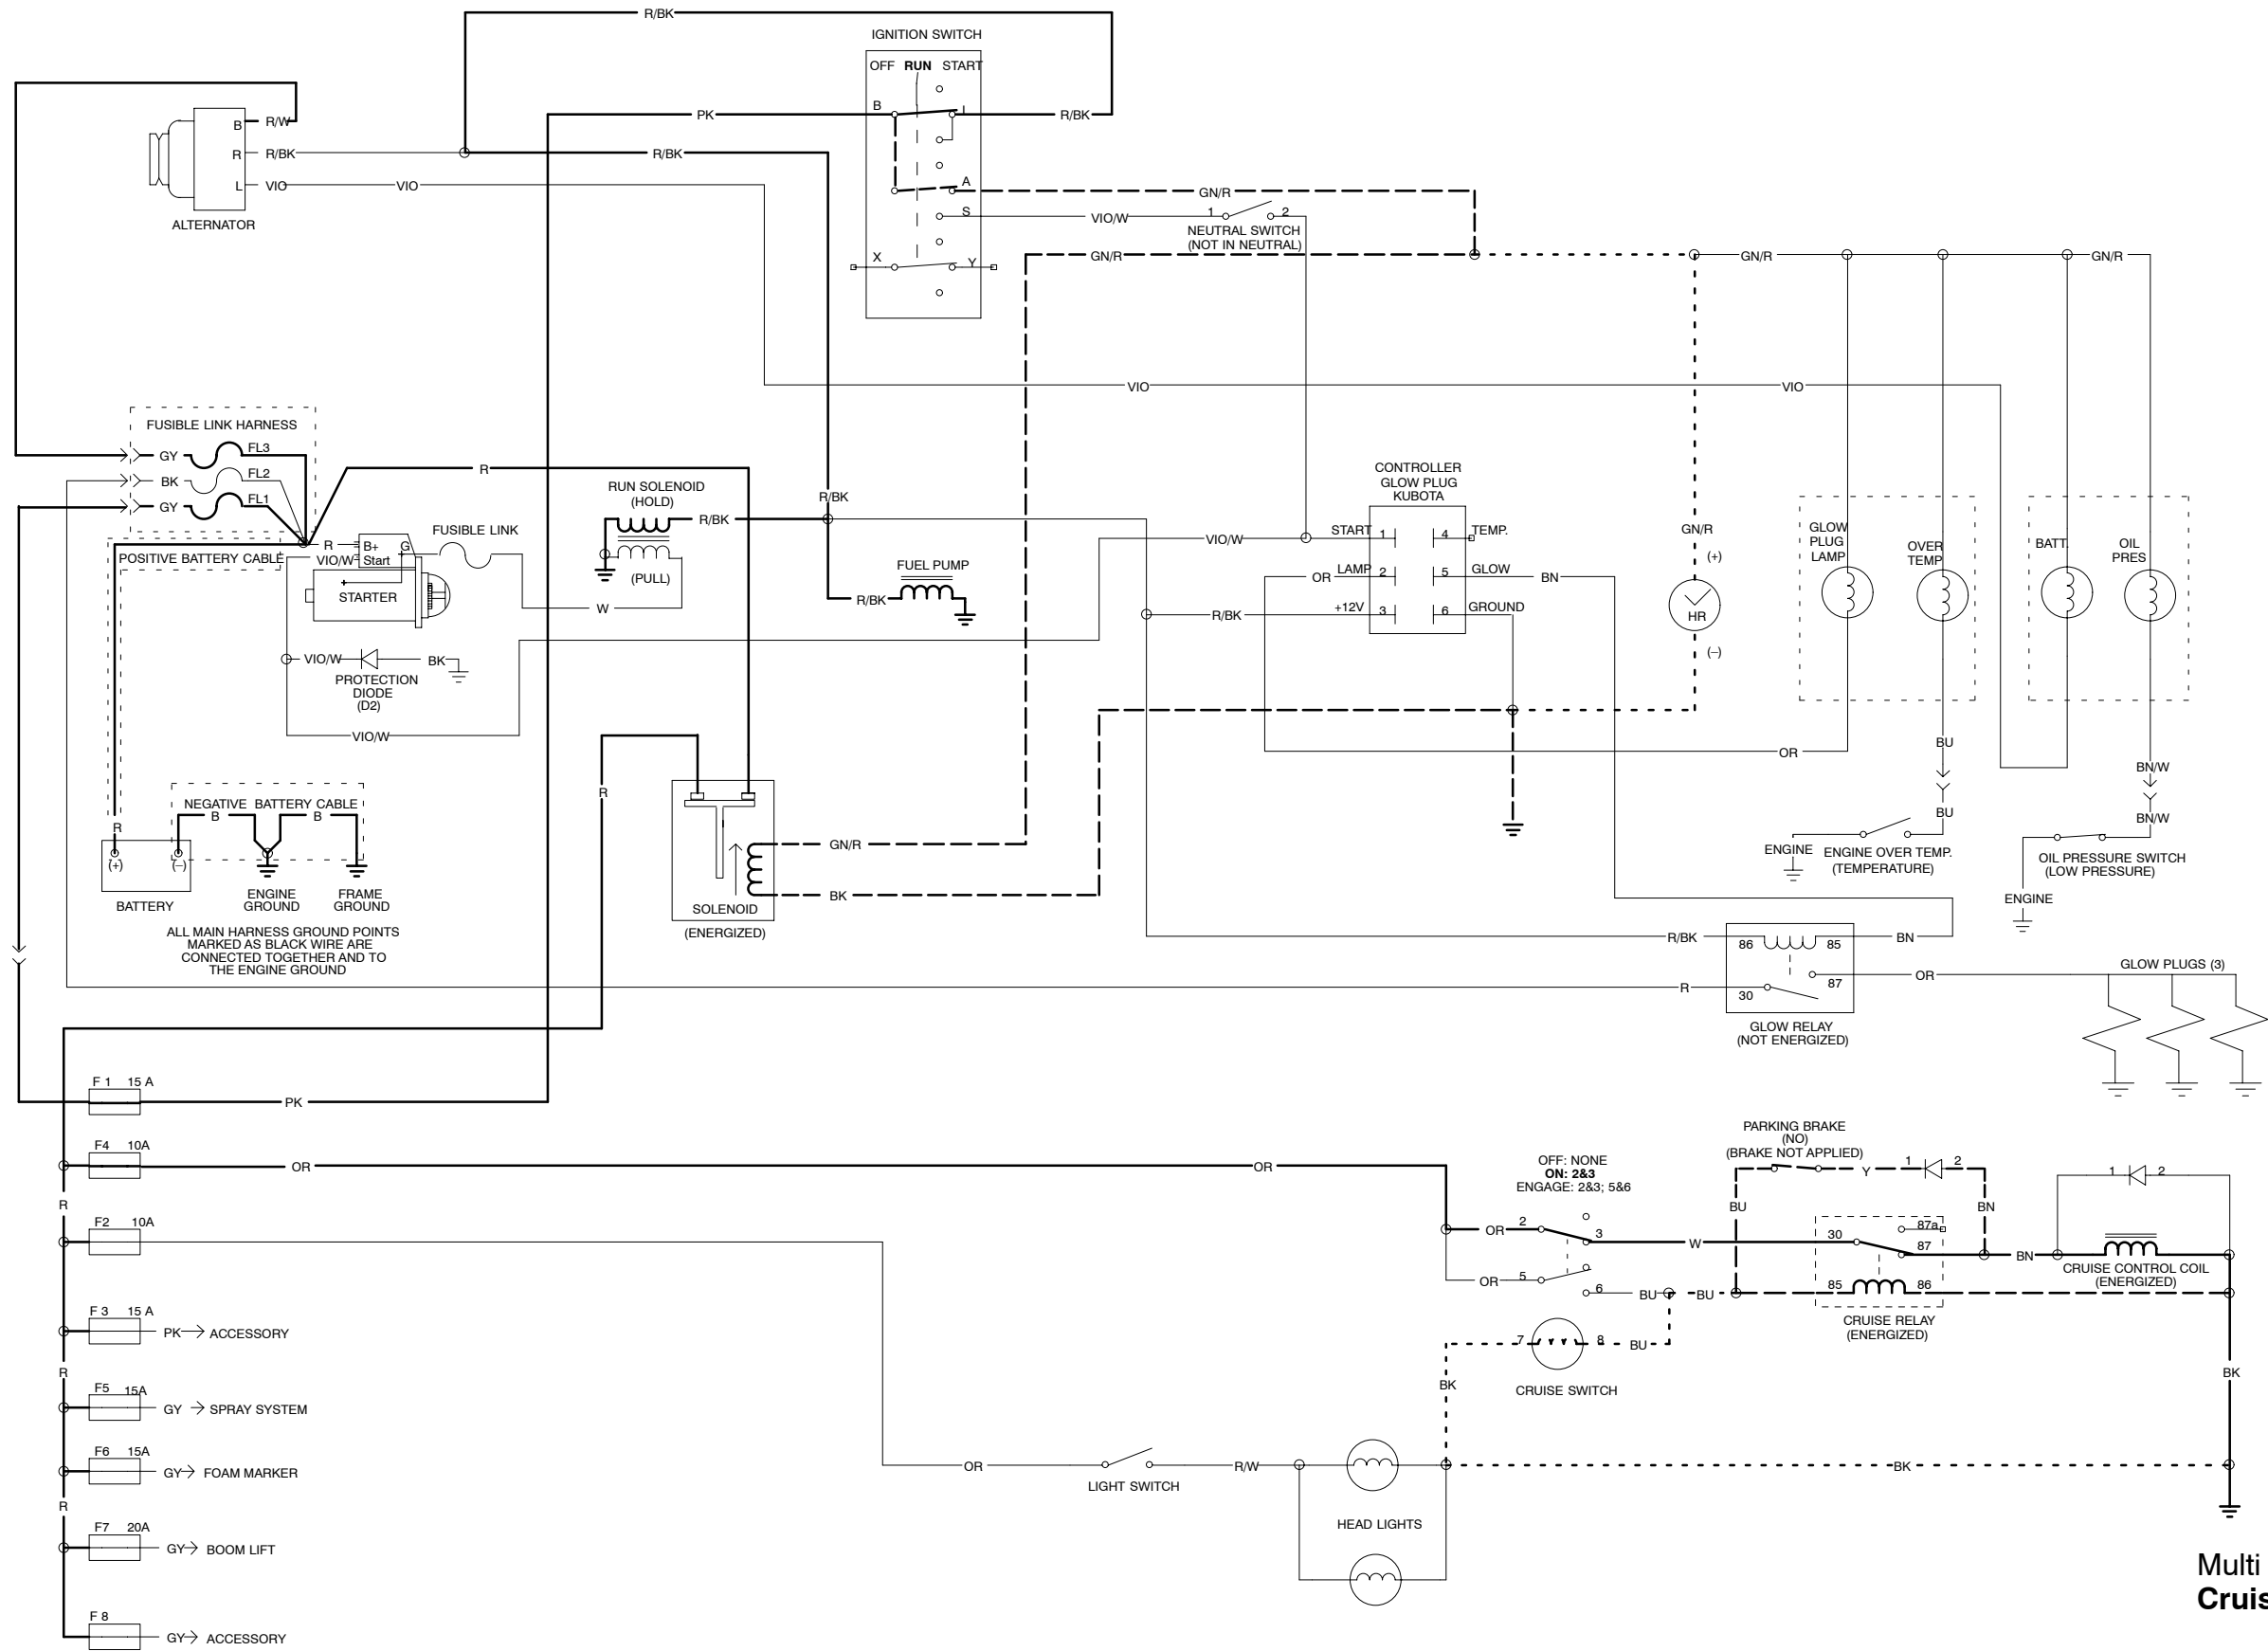 R/BK
IGNITION SWITCH
OFF RUN START
B
I
PK
R/BK
B
R/W
R
R/BK
R/BK
L
VIO
VIO
ALTERNATOR
A
GN/R
S
VIO/W
1
2
NEUTRAL SWITCH
(NOT IN NEUTRAL)
X
Y
GN/R
GN/R
GN/R
VIO
VIO
FUSIBLE LINK HARNESS
GY
FL3
BK
FL2
GY
FL1
R
RUN SOLENOID
(HOLD)
R/BK
R/BK
(PULL)
W
FUSIBLE LINK
POSITIVE BATTERY CABLE
R
B+
G
VIO/W
Start
STARTER
FUEL PUMP
R/BK
VIO/W
BK
PROTECTION
DIODE
(D2)
VIO/W
CONTROLLER
GLOW PLUG
KUBOTA
VIO/W
START
1
4
TEMP.
OR
LAMP
2
5
GLOW
BN
R/BK
+12V
3
6
GROUND
GN/R
(+)
HR
(–)
GLOW
PLUG
LAMP
OVER
TEMP
BATT.
OIL
PRES
OR
BU
BU
BN/W
BN/W
ENGINE
ENGINE OVER TEMP.
(TEMPERATURE)
OIL PRESSURE SWITCH
(LOW PRESSURE)
ENGINE
R
NEGATIVE BATTERY CABLE
B
B
R
(+)
(–)
BATTERY
ENGINE
GROUND
FRAME
GROUND
ALL MAIN HARNESS GROUND POINTS
MARKED AS BLACK WIRE ARE
CONNECTED TOGETHER AND TO
THE ENGINE GROUND
GN/R
BK
SOLENOID
(ENERGIZED)
R/BK
86
85
BN
OR
87
R
30
GLOW RELAY
(NOT ENERGIZED)
GLOW PLUGS (3)
F 1 15 A
PK
F4 10A
OR
OR
R
F2 10A
F 3 15 A
PK
ACCESSORY
R
F5 15A
GY
SPRAY SYSTEM
F6 15A
GY
FOAM MARKER
R
F7 20A
GY
BOOM LIFT
F 8
GY
ACCESSORY
OFF: NONE
ON: 2&3
ENGAGE: 2&3; 5&6
OR
2
3
W
OR
5
6
BU
BU
7
8
BU
CRUISE SWITCH
BK
PARKING BRAKE
(NO)
(BRAKE NOT APPLIED)
Y
1
2
BU
BN
87a
30
87
85
86
CRUISE RELAY
(ENERGIZED)
1
2
BN
CRUISE CONTROL COIL
(ENERGIZED)
BK
OR
LIGHT SWITCH
R/W
HEAD LIGHTS
BK
Multi
Cruis